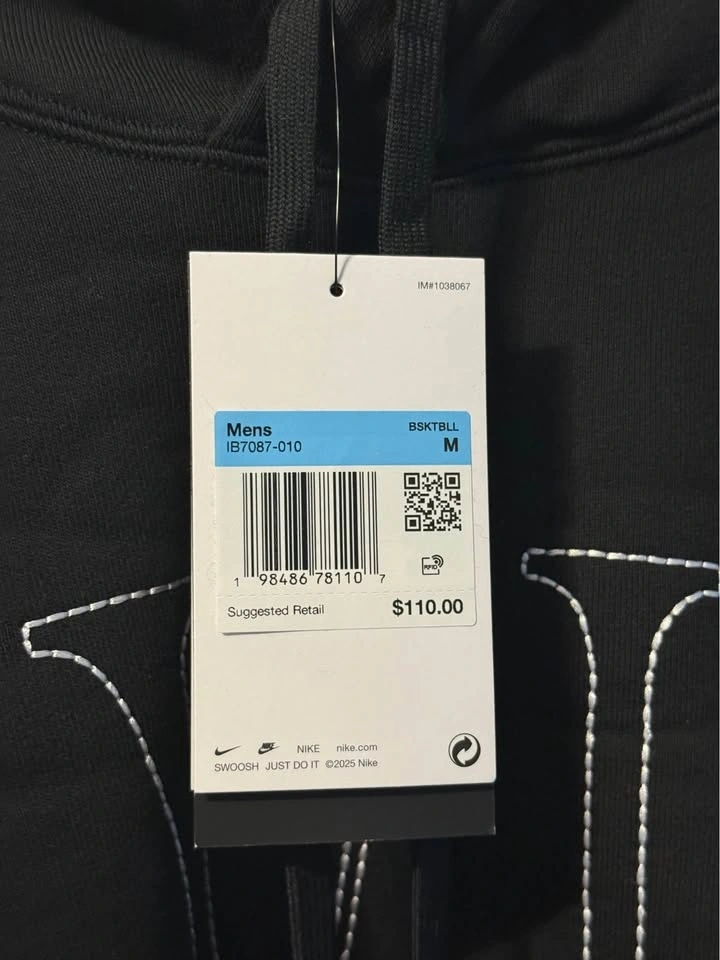 IM#1038067
Mens
BSKTBLL
IB7087-010
M
1 98486 78110 7
RFID
Suggested Retail
$110.00
NIKE nike.com
SWOOSH JUST DO IT ©2025 Nike